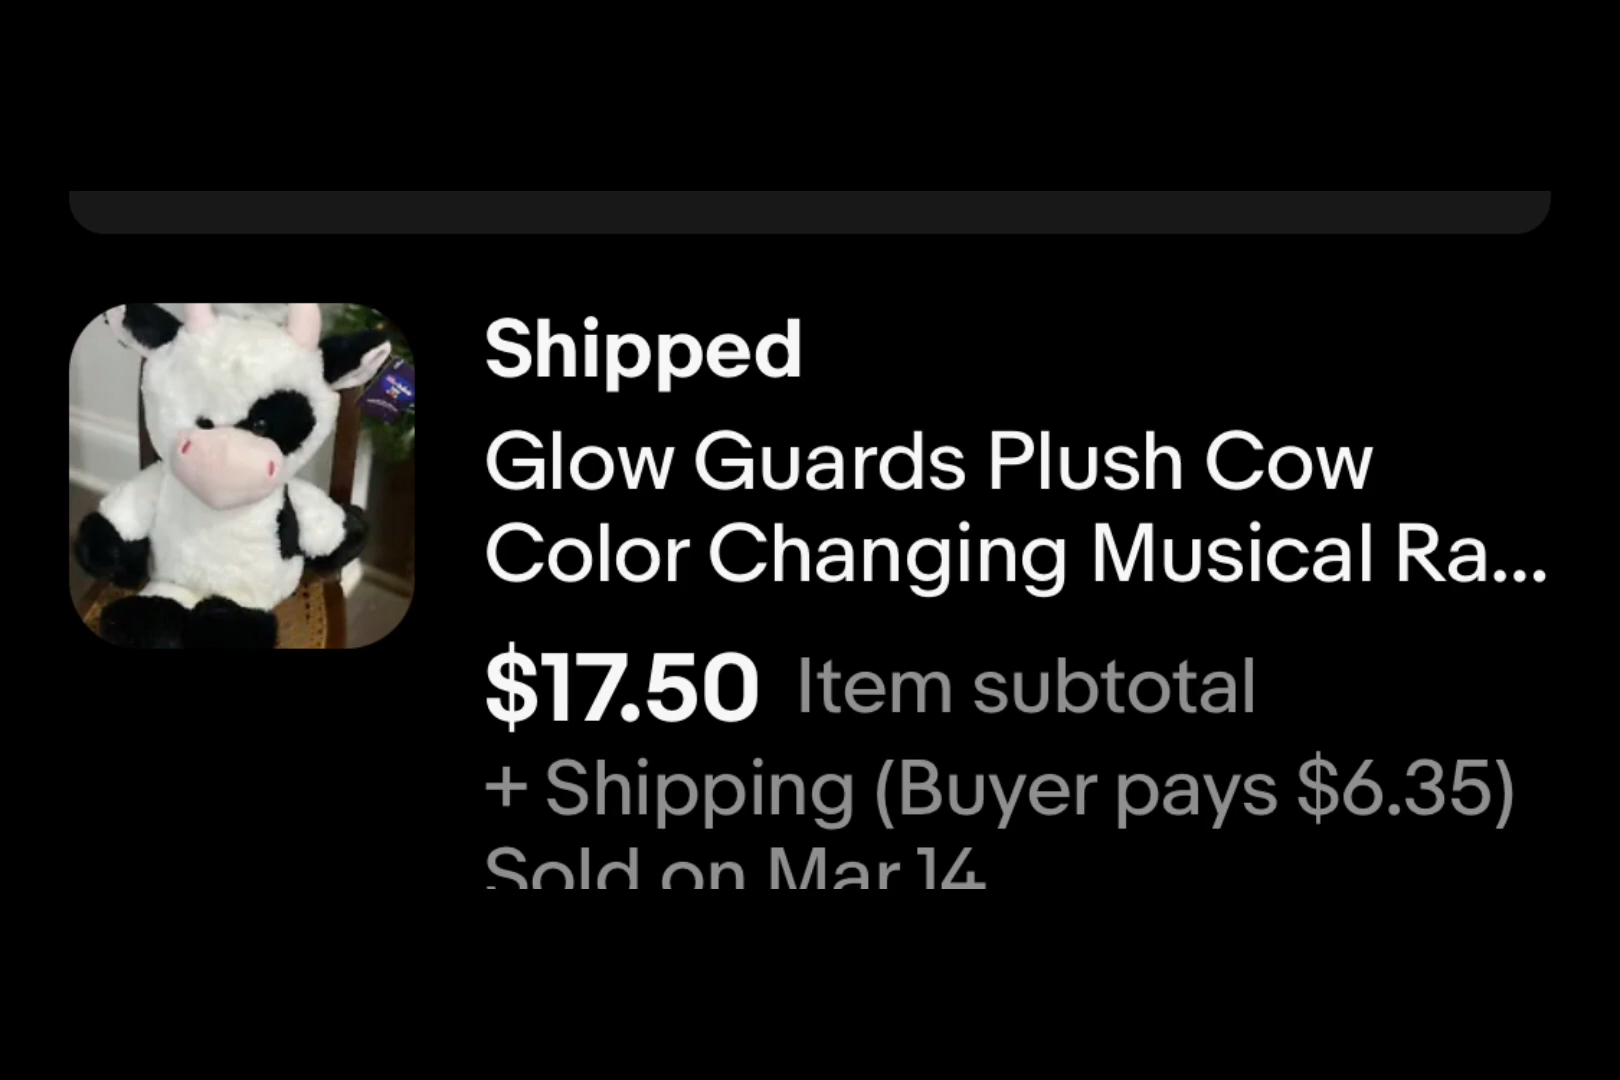 Shipped
Glow Guards Plush Cow
Color Changing Musical Ra...
$17.50 Item subtotal
+ Shipping (Buyer pays $6.35)
Sold on Mar 14